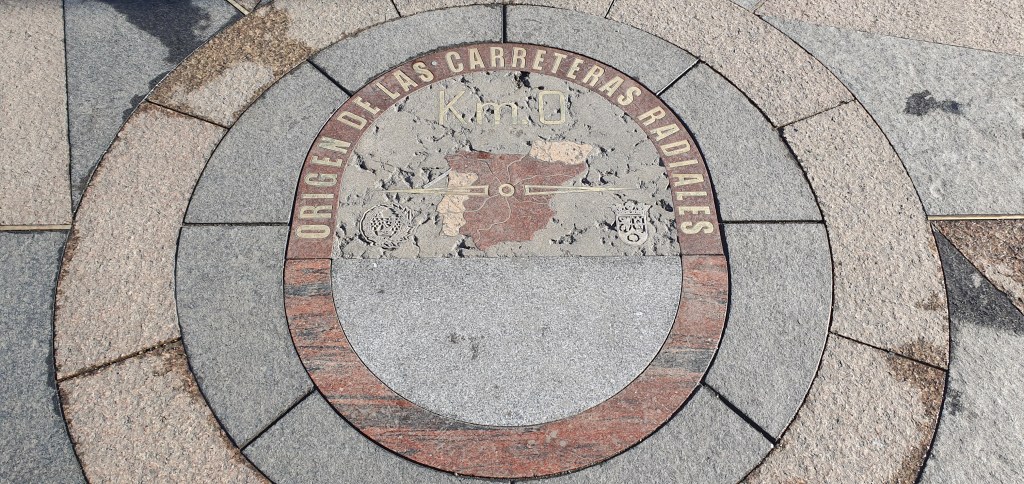 ORIGEN DE LAS CARRETERAS RADIALES
Km.0